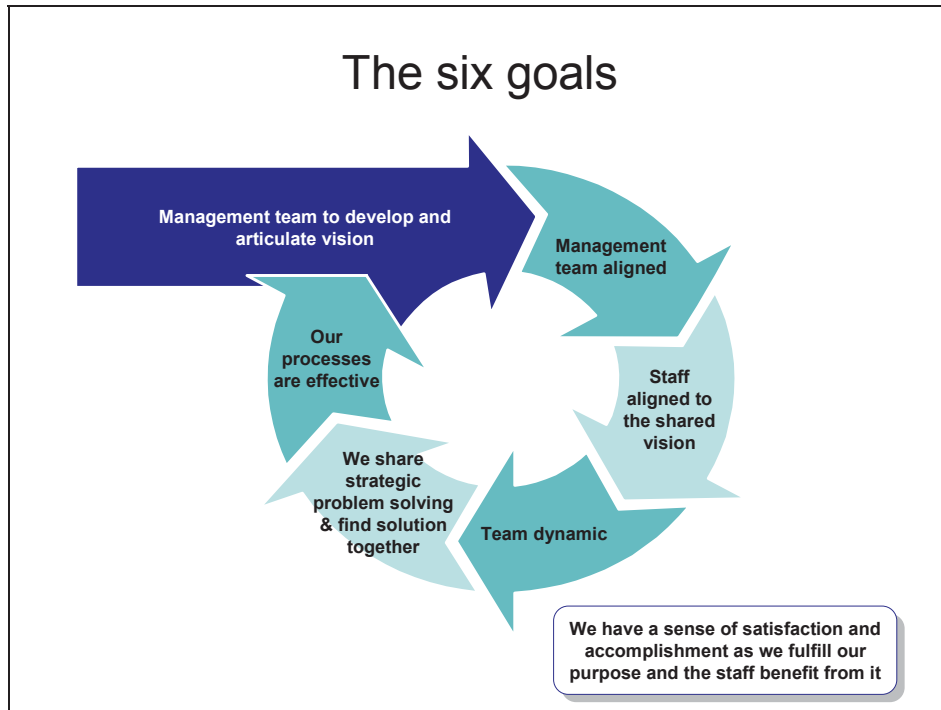 The six goals
Management team to develop and
articulate vision
Management
team aligned
Staff
aligned to
the shared
vision
Team dynamic
We share
strategic
problem solving
& find solution
together
Our
processes
are effective
We have a sense of satisfaction and
accomplishment as we fulfill our
purpose and the staff benefit from it